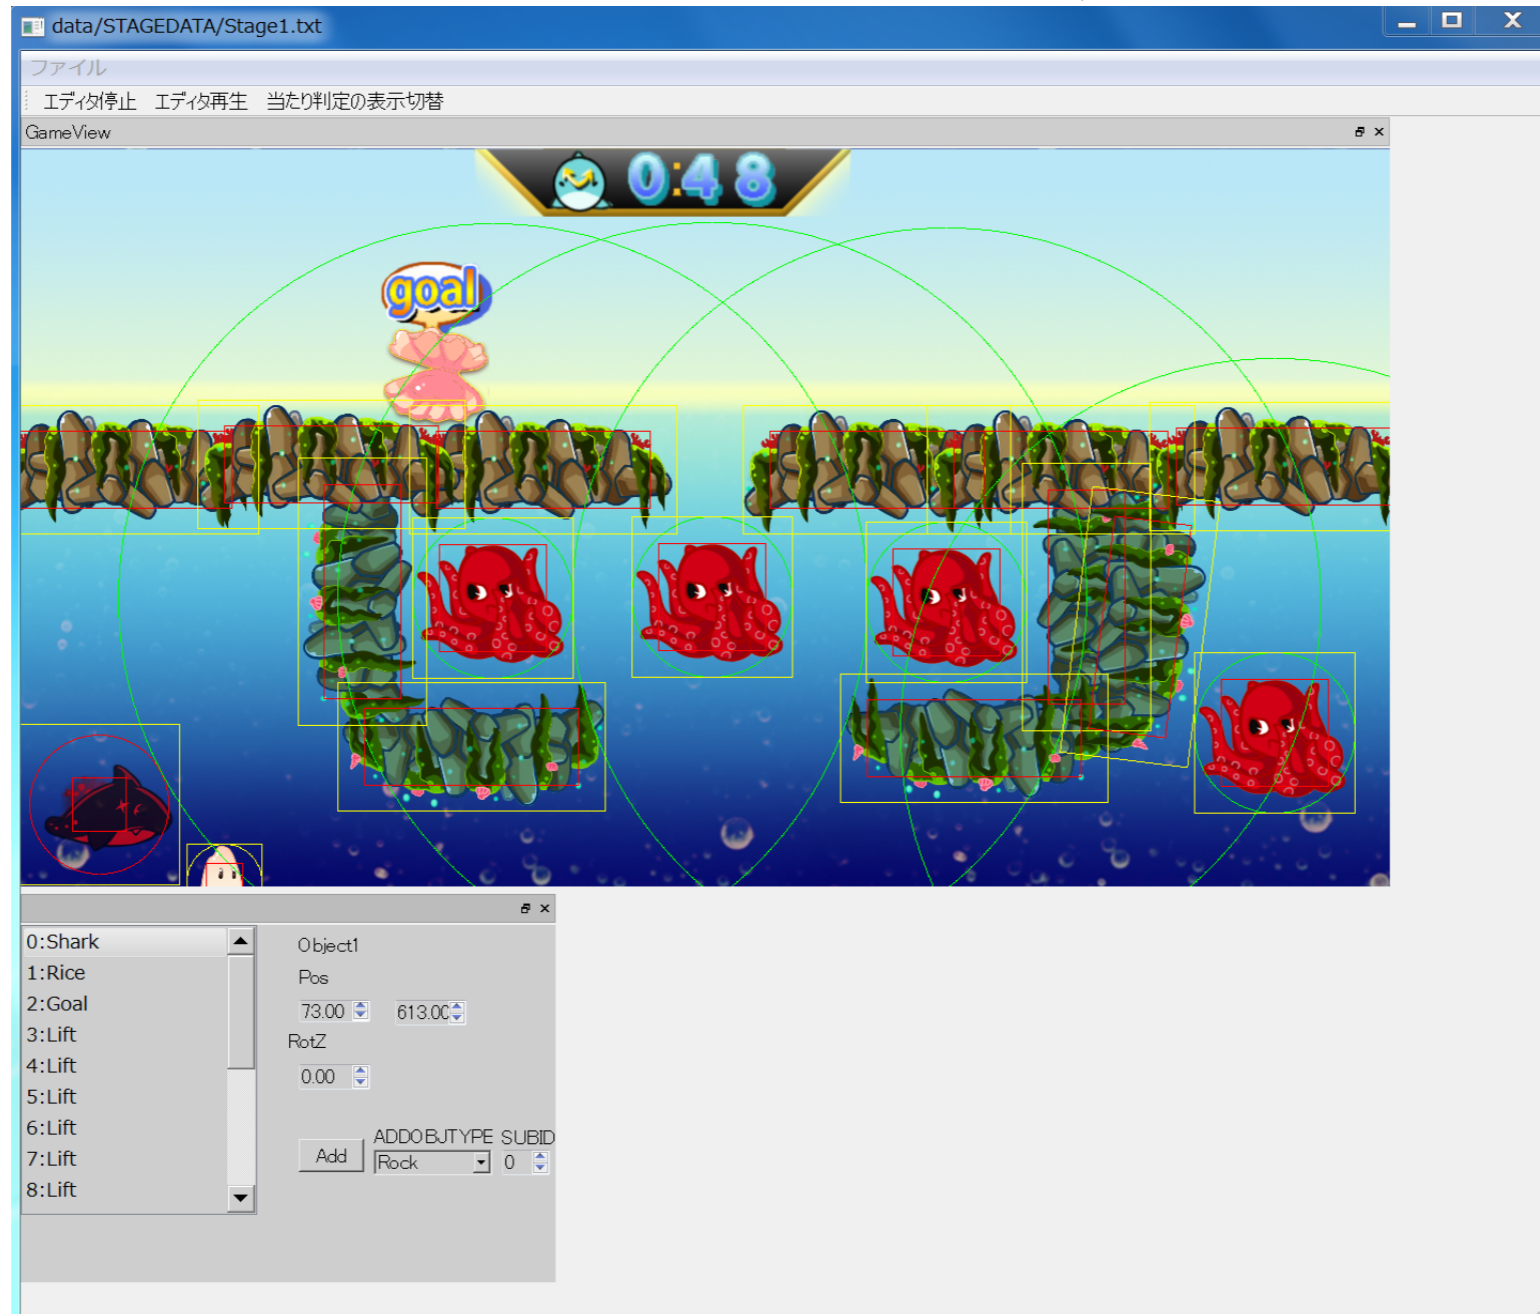 data/STAGEDATA/Stage1.txt
ファイル
エディタ停止 エディタ再生 当たり判定の表示切替
GameView
0:48
goal
0:Shark
1:Rice
2:Goal
3:Lift
4:Lift
5:Lift
6:Lift
7:Lift
8:Lift
Object1
Pos
73.00 613.00
RotZ
0.00
ADDOBJTYPE SUBID
Add Rock 0